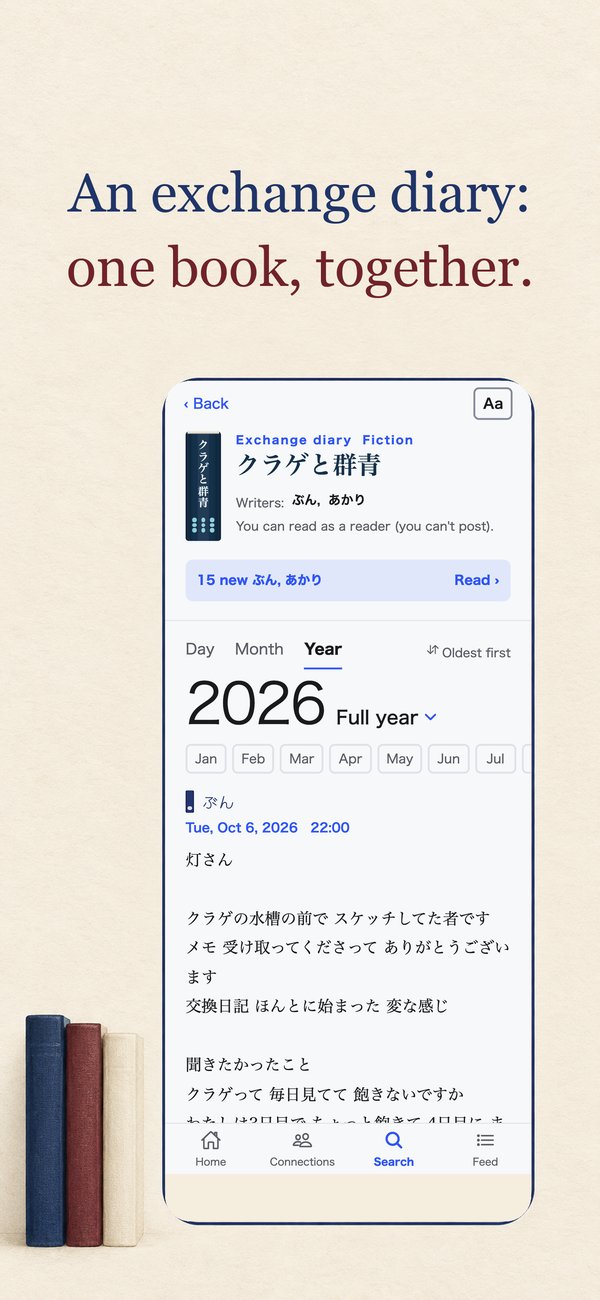 An exchange diary:
one book, together.
‹ Back
Aa
クラゲと群青
Exchange diary Fiction
クラゲと群青
Writers: ぶん, あかり
You can read as a reader (you can't post).
15 new ぶん, あかり
Read ›
Day Month Year
Oldest first
2026 Full year
Jan Feb Mar Apr May Jun Jul
ぶん
Tue, Oct 6, 2026 22:00
灯さん
クラゲの水槽の前で スケッチしてた者です
メモ 受け取ってくださって ありがとうござい
ます
交換日記 ほんとに始まった 変な感じ
聞きたかったこと
クラゲって 毎日見てて 飽きないですか
Home Connections Search Feed